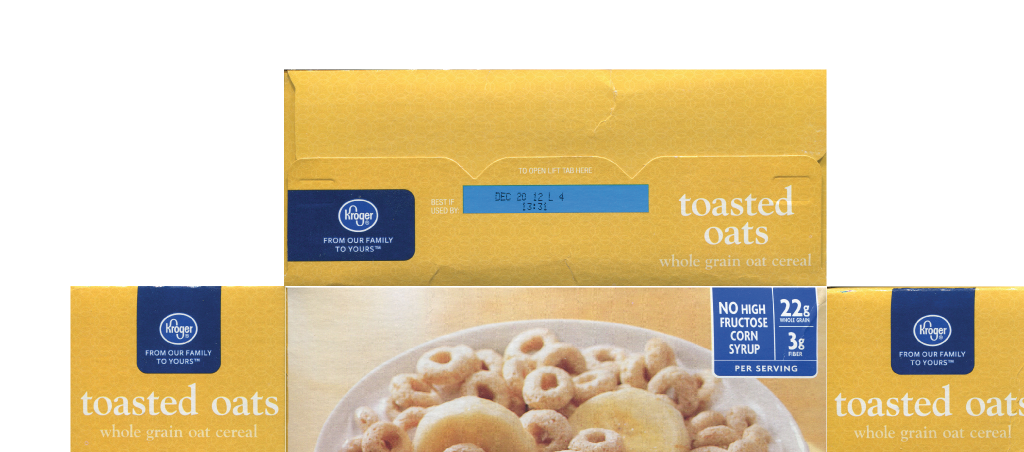 TO OPEN LIFT TAB HERE
BEST IF
USED BY:
DEC 20 12 L 4
13:31
Kroger®
FROM OUR FAMILY
TO YOURS™
toasted
oats
whole grain oat cereal
Kroger®
FROM OUR FAMILY
TO YOURS™
toasted oats
whole grain oat cereal
NO HIGH
FRUCTOSE
CORN
SYRUP
22g
WHOLE GRAIN
3g
FIBER
PER SERVING
Kroger®
FROM OUR FAMILY
TO YOURS™
toasted oats
whole grain oat cereal